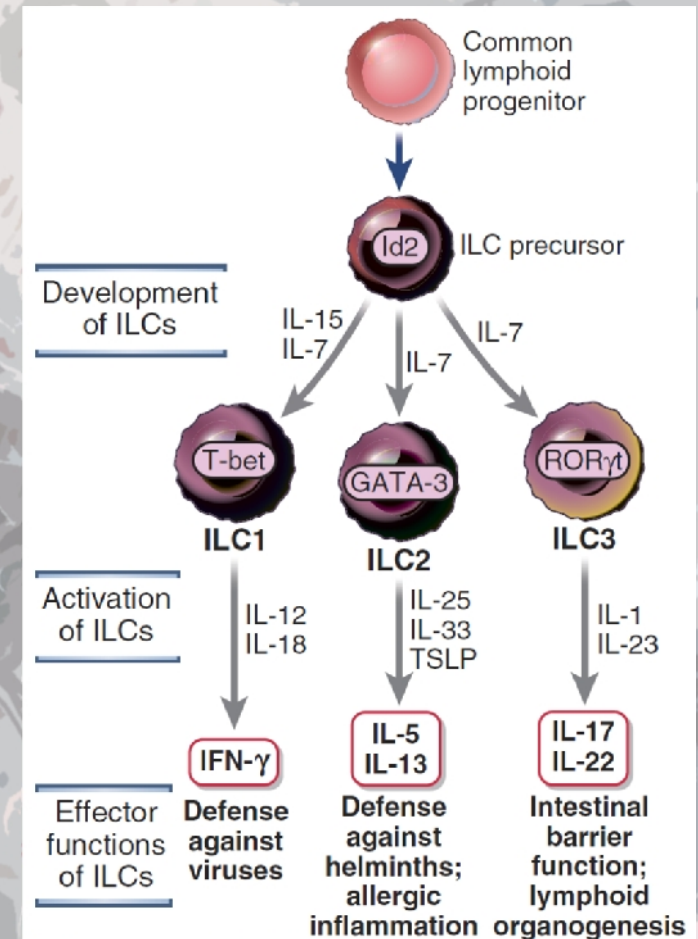 Common
lymphoid
progenitor
Id2
ILC precursor
Development
of ILCs
IL-15
IL-7
IL-7
IL-7
T-bet
GATA-3
RORγt
ILC1
ILC2
ILC3
Activation
of ILCs
IL-12
IL-18
IL-25
IL-33
TSLP
IL-1
IL-23
IFN-γ
IL-5
IL-13
IL-17
IL-22
Effector
functions
of ILCs
Defense
against
viruses
Defense
against
helminths;
allergic
inflammation
Intestinal
barrier
function;
lymphoid
organogenesis